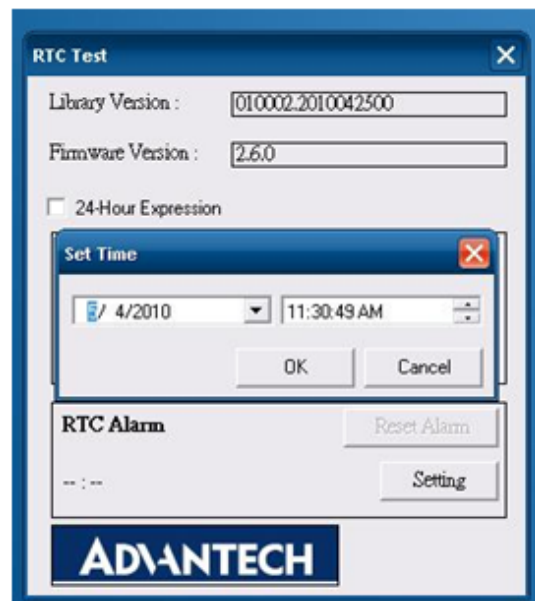 RTC Test
Library Version :
010002.2010042500
Firmware Version :
2.6.0
24-Hour Expression
Set Time
5/ 4/2010
11:30:49 AM
OK
Cancel
RTC Alarm
Reset Alarm
-- : --
Setting
ADVANTECH